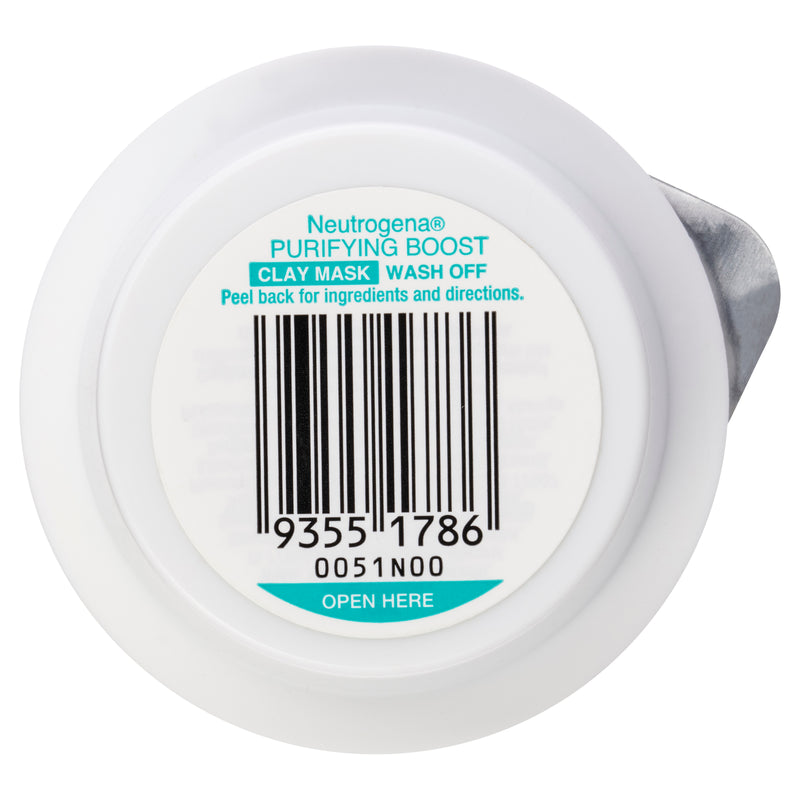 Neutrogena®
PURIFYING BOOST
CLAY MASK WASH OFF
Peel back for ingredients and directions.
9355 1786
0051N00
OPEN HERE